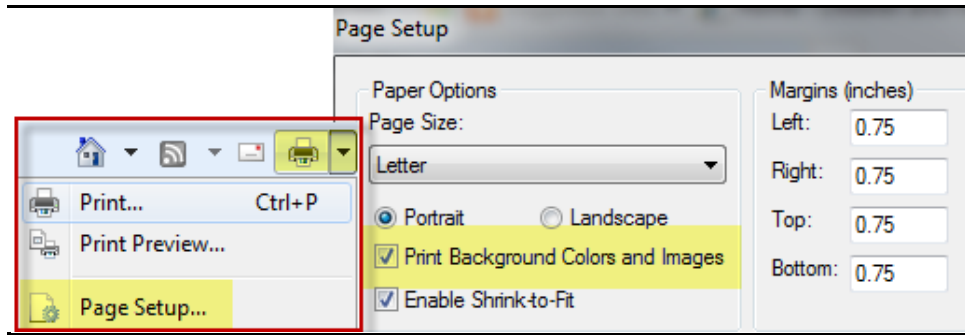 Page Setup
Paper Options
Page Size:
Letter
Portrait
Landscape
Print Background Colors and Images
Enable Shrink-to-Fit
Margins (inches)
Left: 0.75
Right: 0.75
Top: 0.75
Bottom: 0.75
Print... Ctrl+P
Print Preview...
Page Setup...